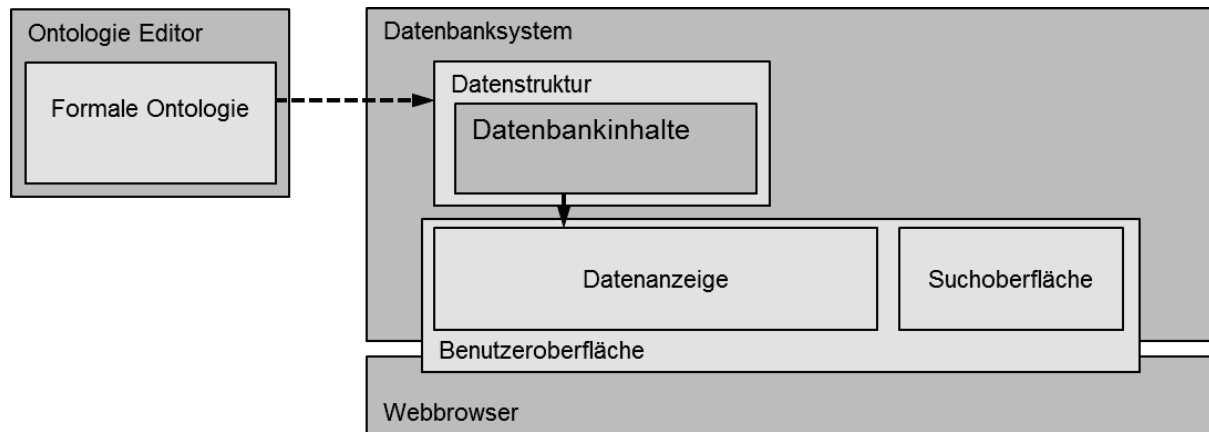 Ontologie Editor
Formale Ontologie
Datenbanksystem
Datenstruktur
Datenbankinhalte
Datenanzeige
Suchoberfläche
Benutzeroberfläche
Webbrowser